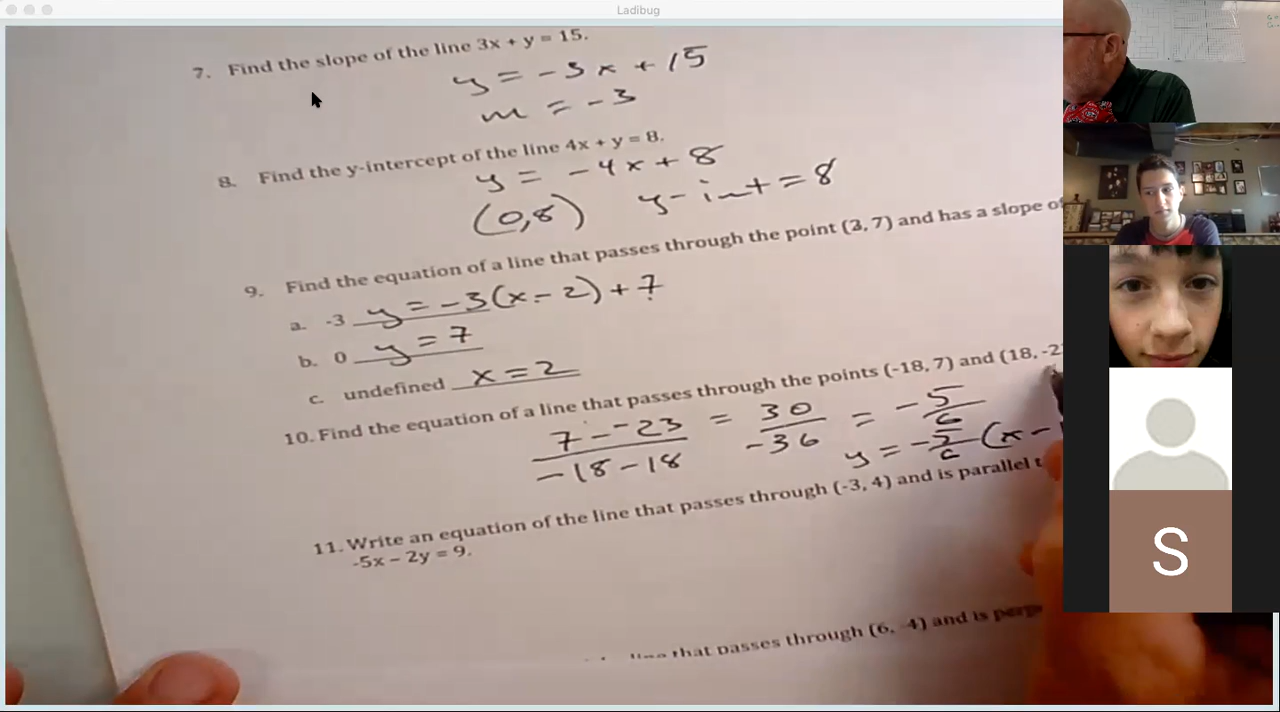 Ladibug
7. Find the slope of the line 3x + y = 15.
y = -3x + 15
m = -3
8. Find the y-intercept of the line 4x + y = 8.
y = -4x + 8
(0,8) y-int = 8
9. Find the equation of a line that passes through the point (2, 7) and has a slope of
a. -3 y = -3(x-2)+7
b. 0 y = 7
c. undefined x = 2
10. Find the equation of a line that passes through the points (-18, 7) and (18, -2
7 - -23 / -18 - 18 = 30 / -36 = -5 / 6
y = -5/6 (x -
11. Write an equation of the line that passes through (-3, 4) and is parallel
-5x – 2y = 9.
line that passes through (6, -4) and is
S